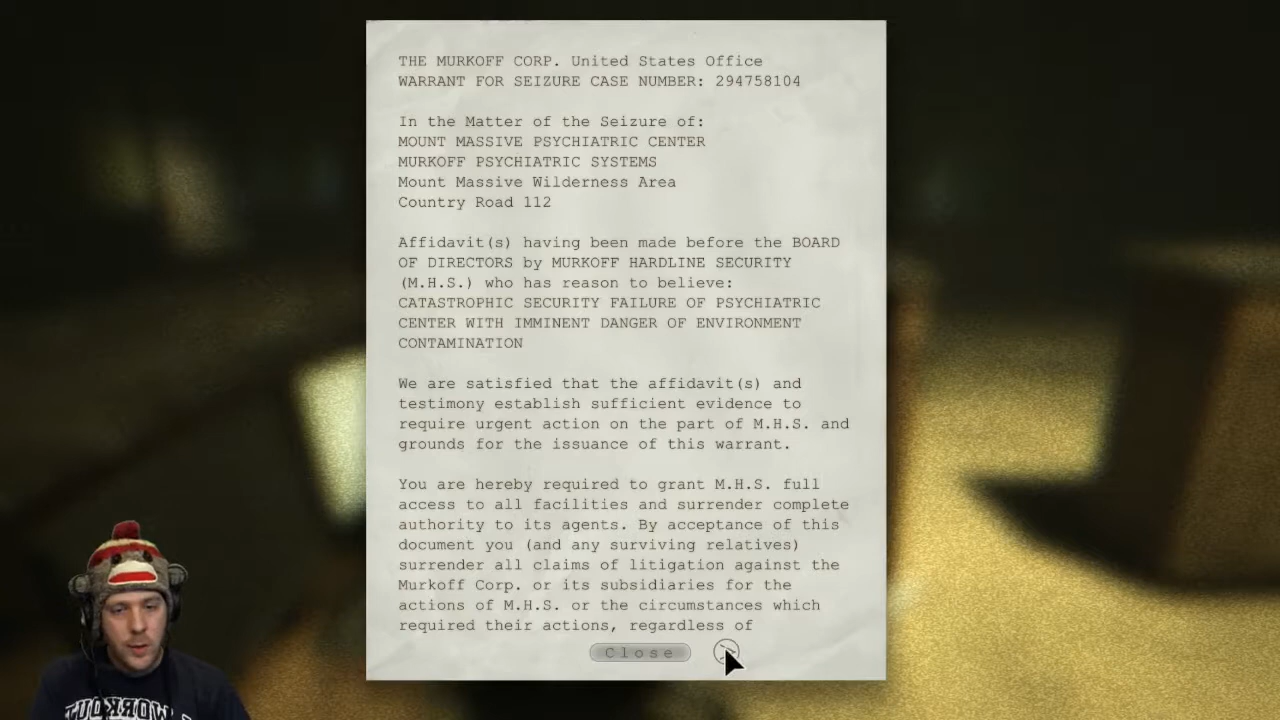 THE MURKOFF CORP. United States Office
WARRANT FOR SEIZURE CASE NUMBER: 294758104
In the Matter of the Seizure of:
MOUNT MASSIVE PSYCHIATRIC CENTER
MURKOFF PSYCHIATRIC SYSTEMS
Mount Massive Wilderness Area
Country Road 112
Affidavit(s) having been made before the BOARD
OF DIRECTORS by MURKOFF HARDLINE SECURITY
(M.H.S.) who has reason to believe:
CATASTROPHIC SECURITY FAILURE OF PSYCHIATRIC
CENTER WITH IMMINENT DANGER OF ENVIRONMENT
CONTAMINATION
We are satisfied that the affidavit(s) and
testimony establish sufficient evidence to
require urgent action on the part of M.H.S. and
grounds for the issuance of this warrant.
You are hereby required to grant M.H.S. full
access to all facilities and surrender complete
authority to its agents. By acceptance of this
document you (and any surviving relatives)
surrender all claims of litigation against the
Murkoff Corp. or its subsidiaries for the
actions of M.H.S. or the circumstances which
required their actions, regardless of
Close
WORKOUT